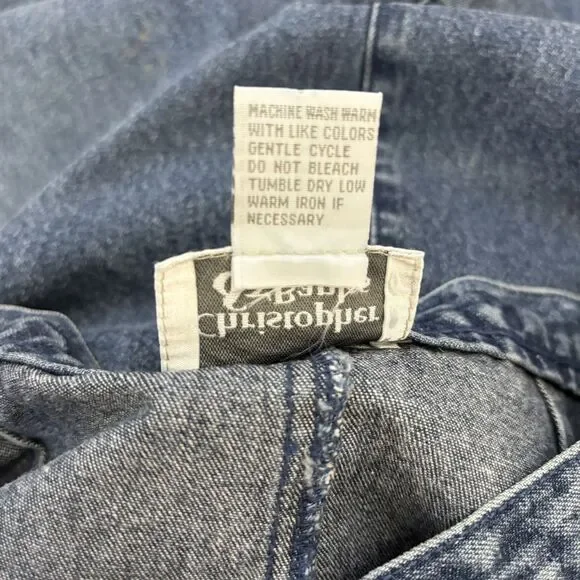 MACHINE WASH WARM
WITH LIKE COLORS
GENTLE CYCLE
DO NOT BLEACH
TUMBLE DRY LOW
WARM IRON IF
NECESSARY
Christopher
& Banks